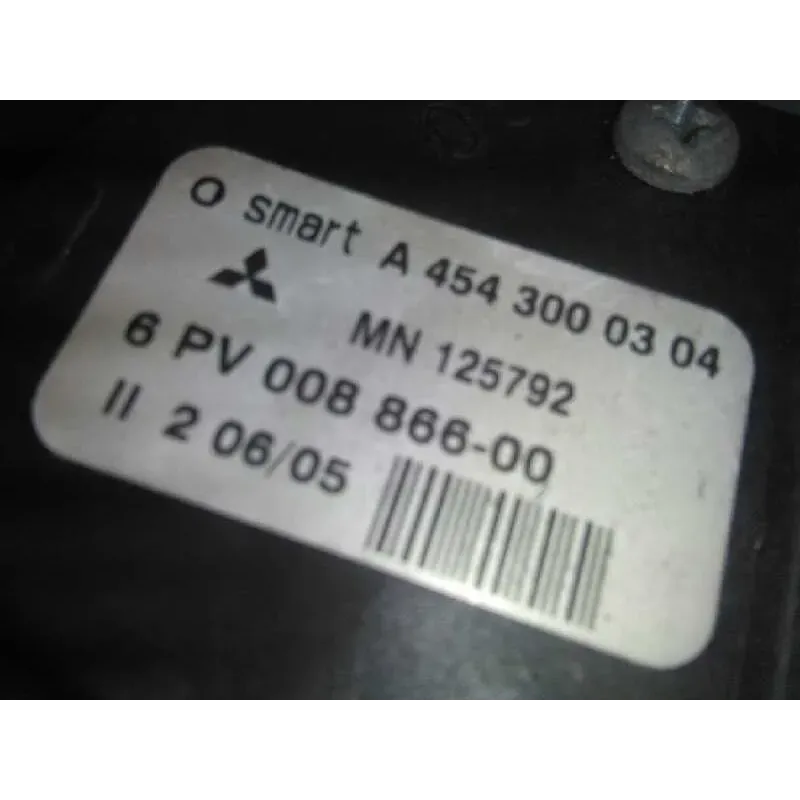 smart A 454 300 03 04
MN 125792
6 PV 008 866-00
II 2 06/05